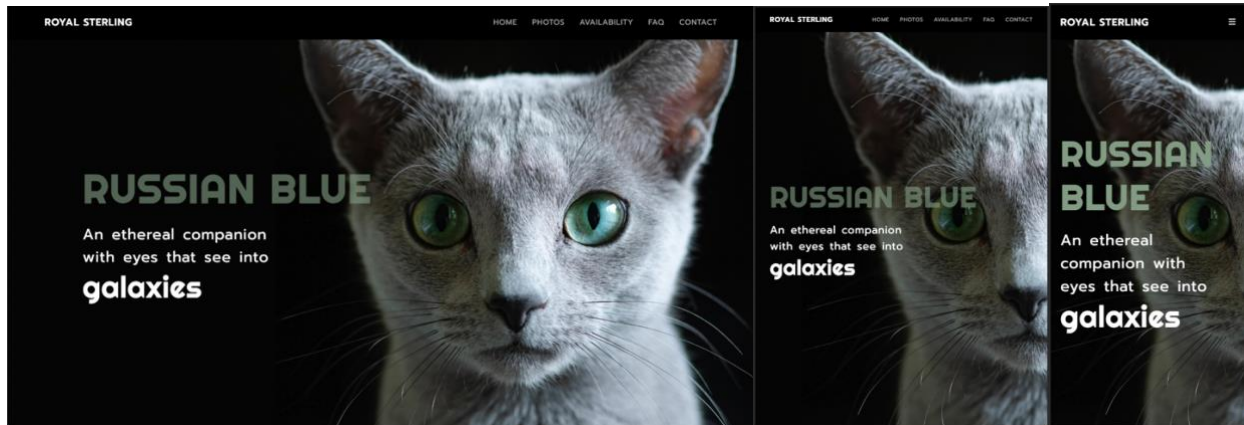 ROYAL STERLING
HOME PHOTOS AVAILABILITY FAQ CONTACT
RUSSIAN BLUE
An ethereal companion
with eyes that see into
galaxies
ROYAL STERLING
HOME PHOTOS AVAILABILITY FAQ CONTACT
RUSSIAN BLUE
An ethereal companion
with eyes that see into
galaxies
ROYAL STERLING
RUSSIAN
BLUE
An ethereal
companion with
eyes that see into
galaxies